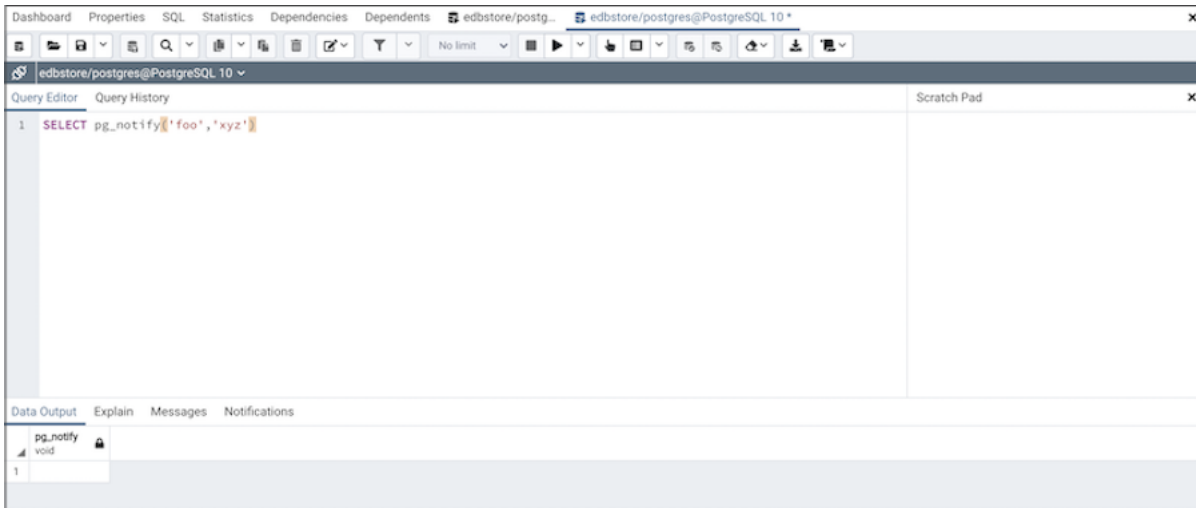 Dashboard Properties SQL Statistics Dependencies Dependents edbstore/postg... edbstore/postgres@PostgreSQL 10 *
No limit
edbstore/postgres@PostgreSQL 10
Query Editor Query History Scratch Pad
1 SELECT pg_notify('foo','xyz')
Data Output Explain Messages Notifications
pg_notify
void
1